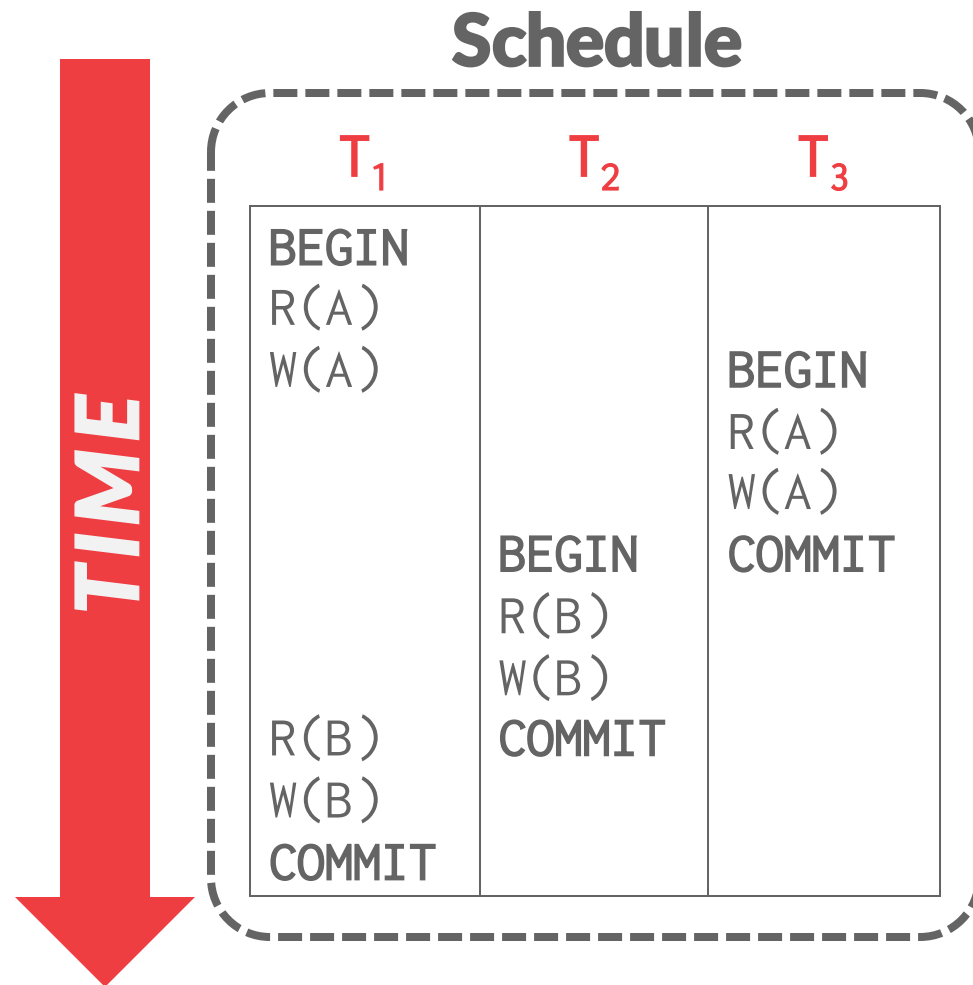 Schedule
TIME
T1 T2 T3
BEGIN
R(A)
W(A) BEGIN
R(A)
W(A)
BEGIN COMMIT
R(B)
W(B)
R(B) COMMIT
W(B)
COMMIT